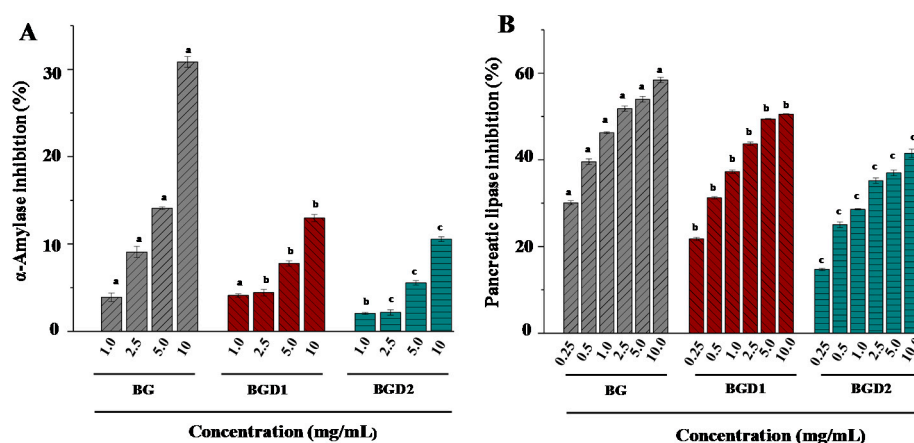 A
α-Amylase inhibition (%)
30
20
10
0
a
a
a
a
a
b
b
b
b
c
c
c
1.0 2.5 5.0 10
1.0 2.5 5.0 10
1.0 2.5 5.0 10
BG BGD1 BGD2
Concentration (mg/mL)
B
Pancreatic lipase inhibition (%)
60
40
20
0
a
a
a
a
a
a
b
b
b
b
b
b
c
c
c
c
c
c
0.25 0.5 1.0 2.5 5.0 10.0
0.25 0.5 1.0 2.5 5.0 10.0
0.25 0.5 1.0 2.5 5.0 10.0
BG BGD1 BGD2
Concentration (mg/mL)